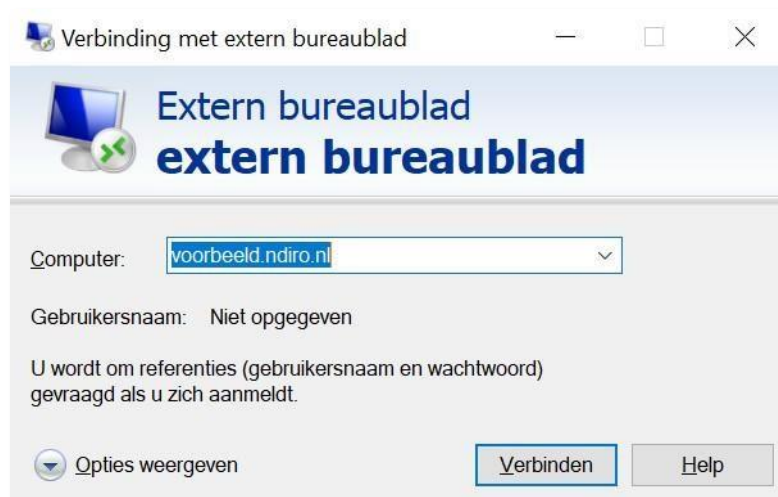 Verbinding met extern bureaublad
Extern bureaublad
extern bureaublad
Computer: voorbeeld.ndiro.nl
Gebruikersnaam: Niet opgegeven
U wordt om referenties (gebruikersnaam en wachtwoord)
gevraagd als u zich aanmeldt.
Opties weergeven Verbinden Help